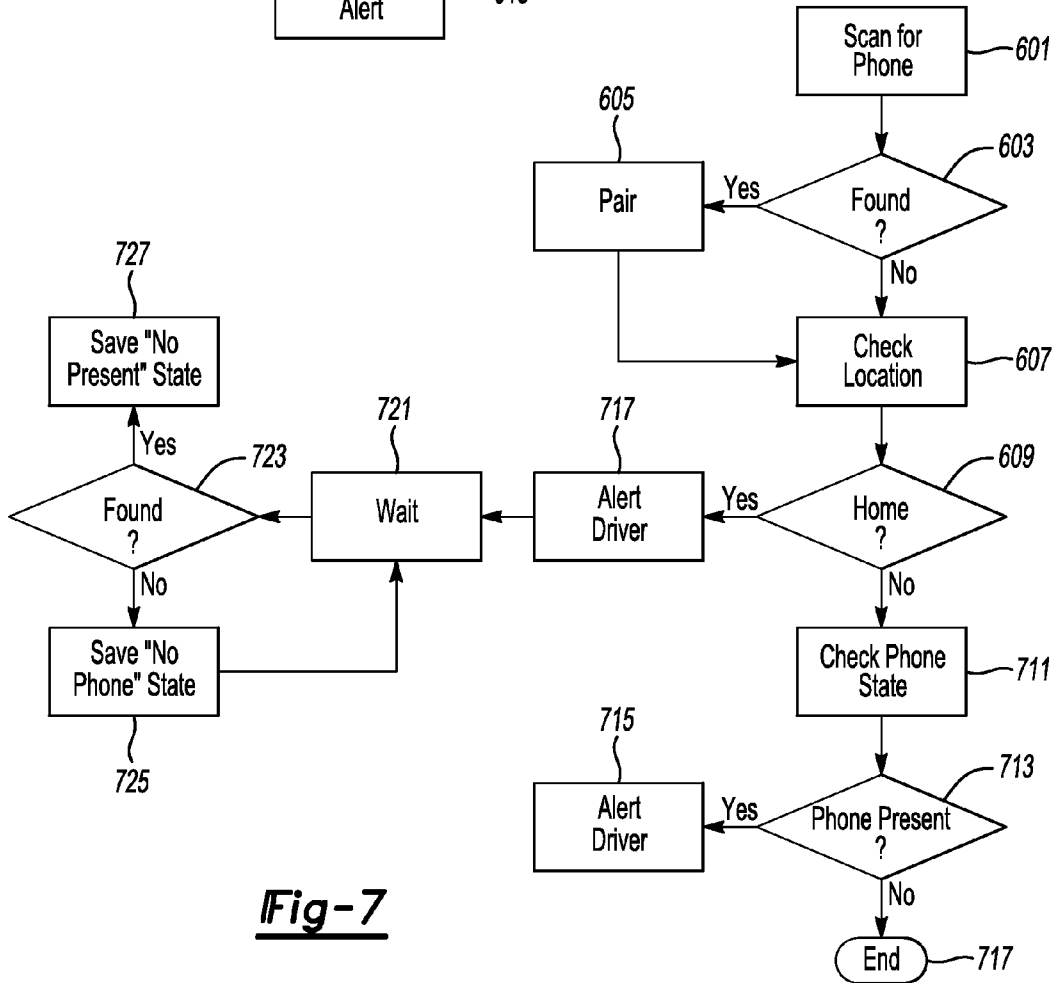 Alert
Scan for
Phone
601
603
Found
?
Yes
No
605
Pair
Check
Location
607
609
Home
?
Yes
No
717
Alert
Driver
721
Wait
723
Found
?
Yes
No
727
Save "No
Present" State
Save "No
Phone" State
725
Check Phone
State
711
713
Phone Present
?
Yes
No
715
Alert
Driver
End
717
Fig-7